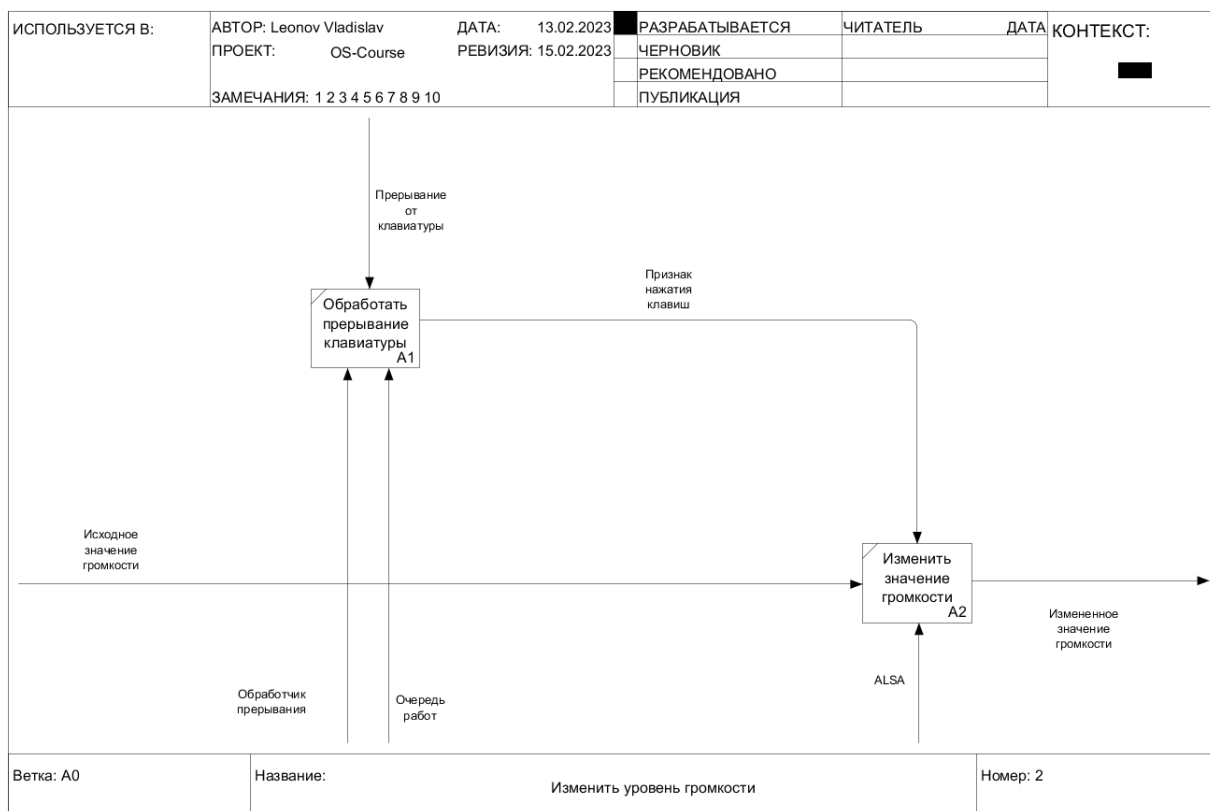 ИСПОЛЬЗУЕТСЯ В:
АВТОР: Leonov Vladislav
ДАТА: 13.02.2023
ПРОЕКТ: OS-Course
РЕВИЗИЯ: 15.02.2023
ЗАМЕЧАНИЯ: 1 2 3 4 5 6 7 8 9 10
РАЗРАБАТЫВАЕТСЯ
ЧЕРНОВИК
РЕКОМЕНДОВАНО
ПУБЛИКАЦИЯ
ЧИТАТЕЛЬ
ДАТА
КОНТЕКСТ:
Прерывание
от
клавиатуры
Обработать
прерывание
клавиатуры
A1
Признак
нажатия
клавиш
Исходное
значение
громкости
Изменить
значение
громкости
A2
Измененное
значение
громкости
Обработчик
прерывания
Очередь
работ
ALSA
Ветка: A0
Название:
Изменить уровень громкости
Номер: 2